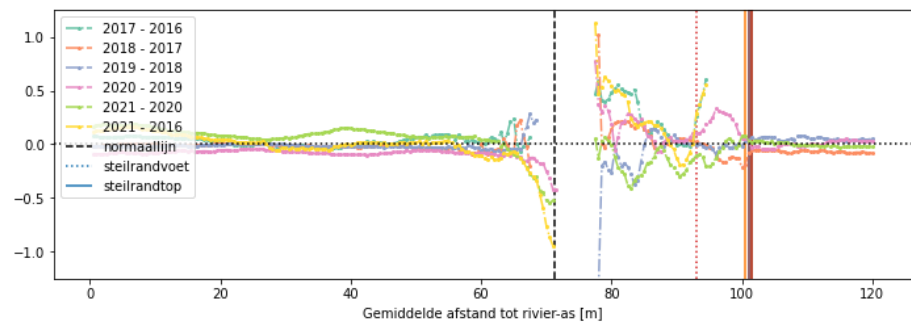 1.0
0.5
0.0
−0.5
−1.0
2017 - 2016
2018 - 2017
2019 - 2018
2020 - 2019
2021 - 2020
2021 - 2016
normaallijn
steilrandvoet
steilrandtop
0 20 40 60 80 100 120
Gemiddelde afstand tot rivier-as [m]